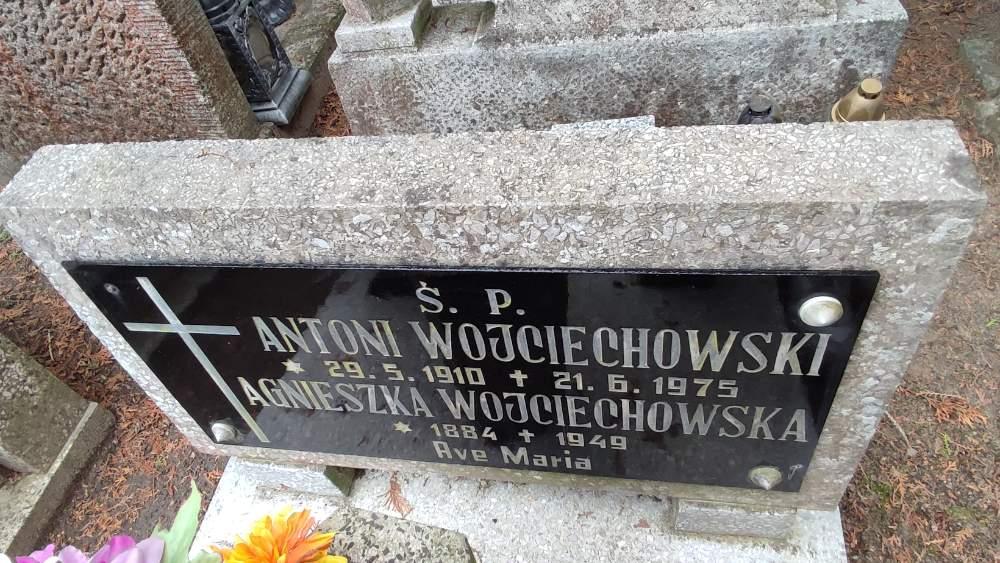 Ś. P.
ANTONI WOJCIECHOWSKI
* 29. 5. 1910 + 21. 6. 1975
AGNIESZKA WOJCIECHOWSKA
* 1884 + 1949
Ave Maria